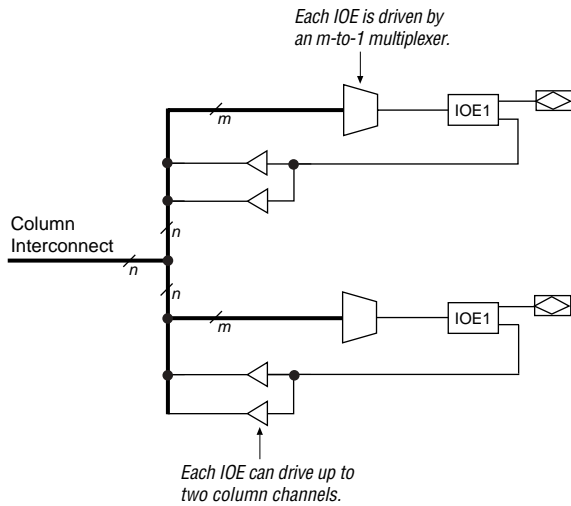 Each IOE is driven by
an m-to-1 multiplexer.
m
IOE1
n
Column
Interconnect
n
n
m
IOE1
Each IOE can drive up to
two column channels.